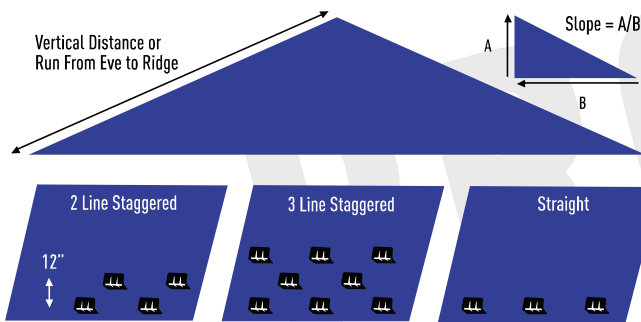 Vertical Distance or
Run From Eve to Ridge
Slope = A/B
A
B
2 Line Staggered
3 Line Staggered
Straight
12"